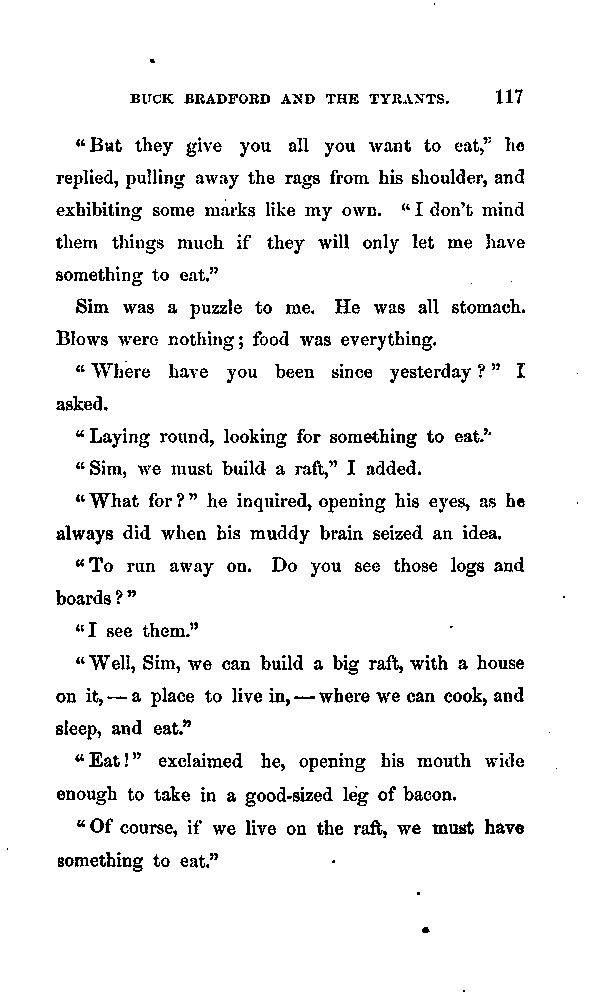 BUCK BRADFORD AND THE TYRANTS. 117
"But they give you all you want to eat," he
replied, pulling away the rags from his shoulder, and
exhibiting some marks like my own. "I don't mind
them things much if they will only let me have
something to eat."
Sim was a puzzle to me. He was all stomach.
Blows were nothing; food was everything.
"Where have you been since yesterday?" I
asked.
"Laying round, looking for something to eat."
"Sim, we must build a raft," I added.
"What for?" he inquired, opening his eyes, as he
always did when his muddy brain seized an idea.
"To run away on. Do you see those logs and
boards?"
"I see them."
"Well, Sim, we can build a big raft, with a house
on it, — a place to live in, — where we can cook, and
sleep, and eat."
"Eat!" exclaimed he, opening his mouth wide
enough to take in a good-sized leg of bacon.
"Of course, if we live on the raft, we must have
something to eat."